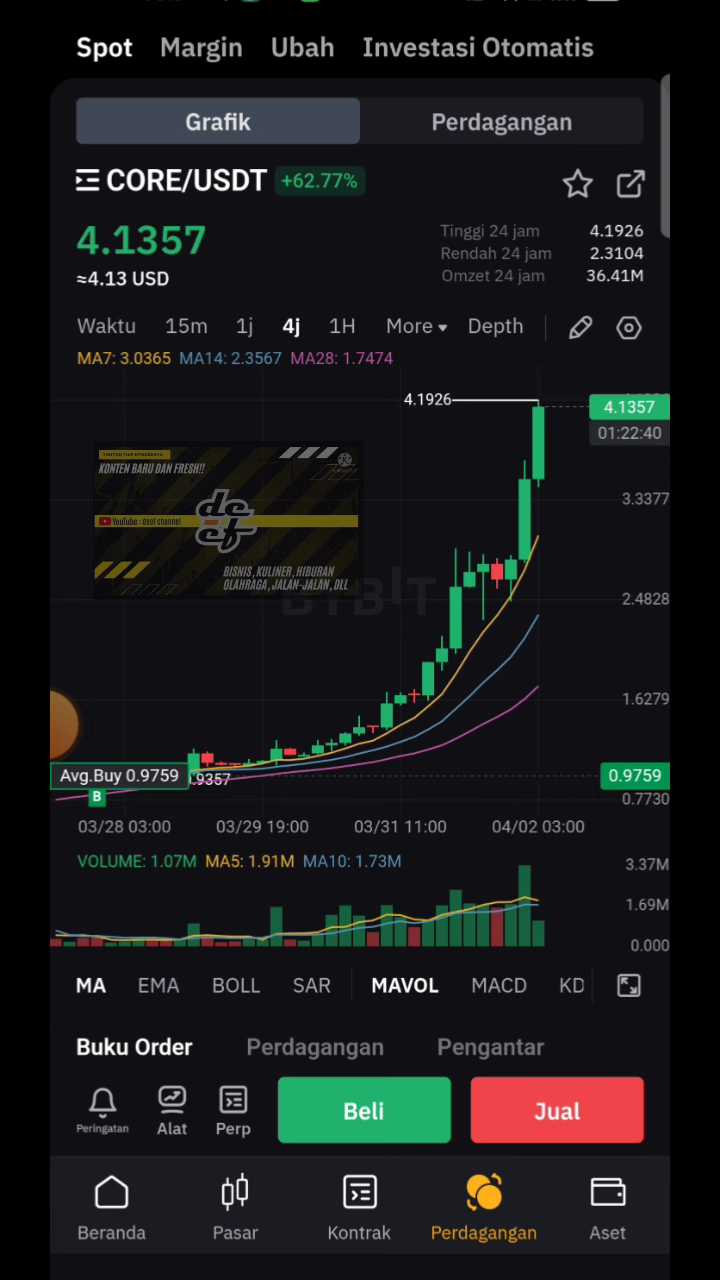 Spot Margin Ubah Investasi Otomatis
Grafik Perdagangan
CORE/USDT +62.77%
4.1357
≈4.13 USD
Tinggi 24 jam 4.1926
Rendah 24 jam 2.3104
Omzet 24 jam 36.41M
Waktu 15m 1j 4j 1H More Depth
MA7: 3.0365 MA14: 2.3567 MA28: 1.7474
4.1926
4.1357
01:22:40
KONTEN BARU DAN FRESH!!
3.3377
YouTube : deef channel
deef
BISNIS, KULINER, HIBURAN
OLAHRAGA, JALAN-JALAN, DLL
BYBIT
2.4828
1.6279
Avg.Buy 0.9759
.9357
0.9759
B
0.7730
03/28 03:00 03/29 19:00 03/31 11:00 04/02 03:00
VOLUME: 1.07M MA5: 1.91M MA10: 1.73M
3.37M
1.69M
0.000
MA EMA BOLL SAR MAVOL MACD KD
Buku Order Perdagangan Pengantar
Peringatan Alat Perp Beli Jual
Beranda Pasar Kontrak Perdagangan Aset